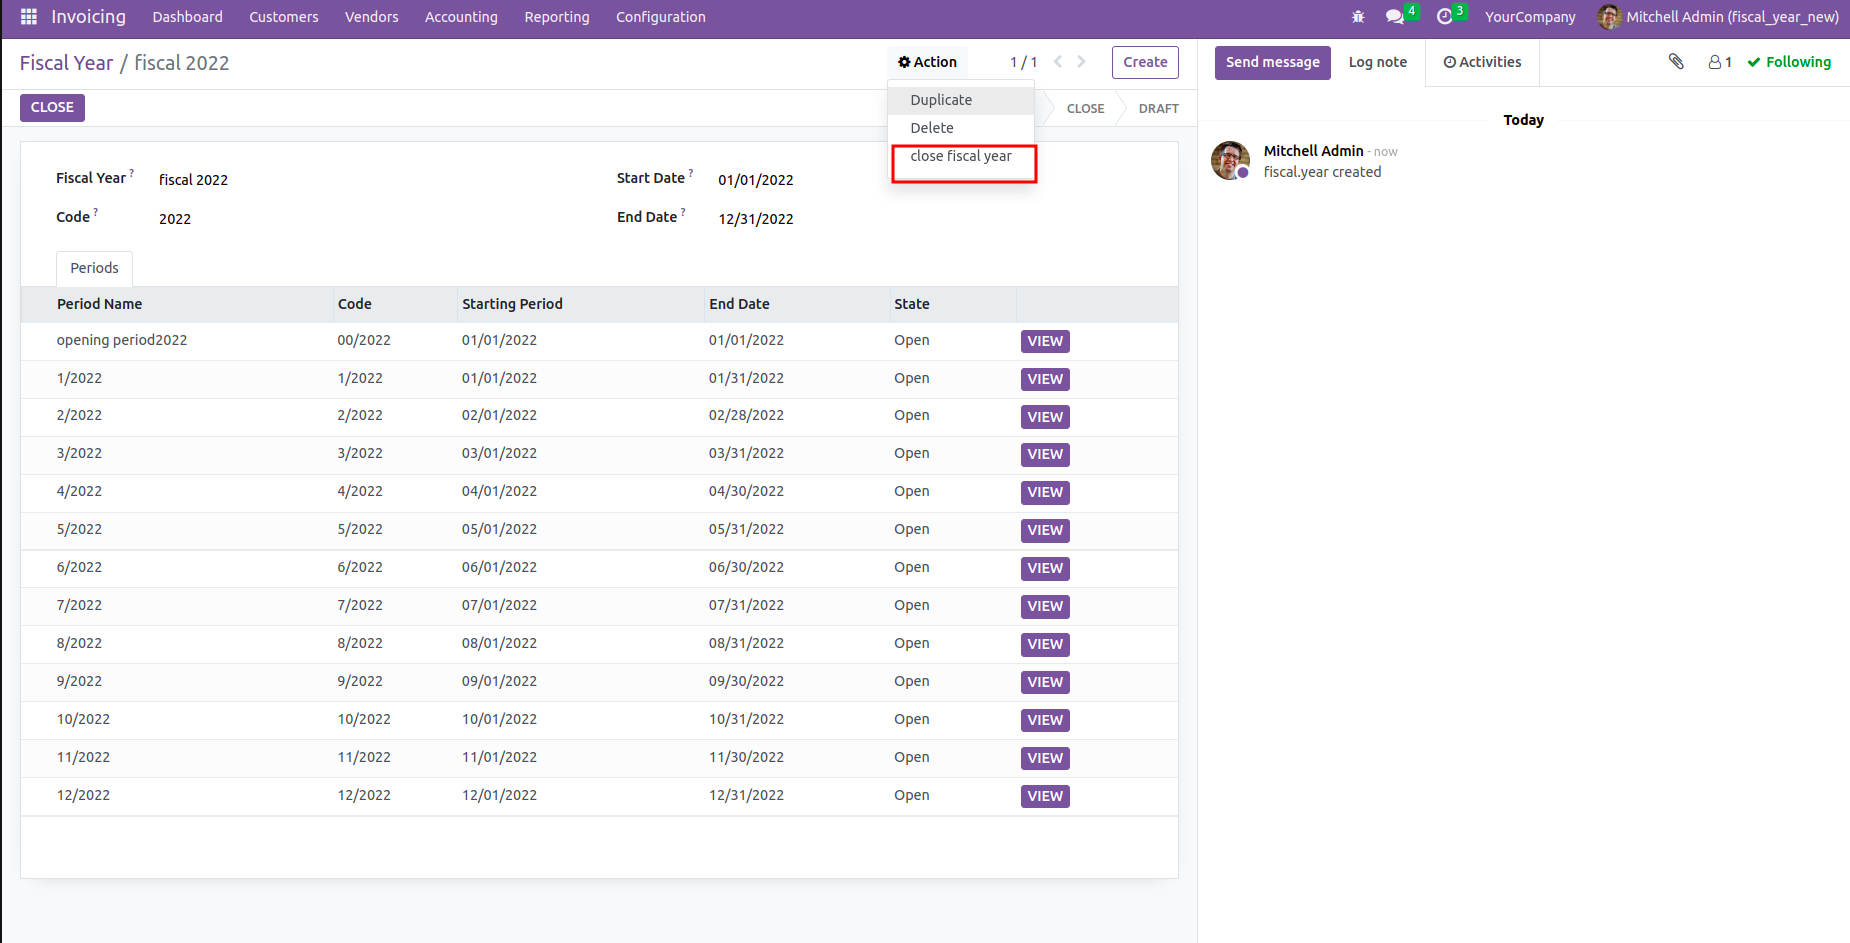 Invoicing Dashboard Customers Vendors Accounting Reporting Configuration 4 3 YourCompany Mitchell Admin (fiscal_year_new)
Fiscal Year / fiscal 2022 Action 1 / 1 Create Send message Log note Activities 1 Following
CLOSE CLOSE DRAFT
Duplicate
Delete
close fiscal year
Today
Mitchell Admin - now
fiscal.year created
Fiscal Year ? fiscal 2022 Start Date ? 01/01/2022
Code ? 2022 End Date ? 12/31/2022
Periods
Period Name Code Starting Period End Date State
opening period2022 00/2022 01/01/2022 01/01/2022 Open VIEW
1/2022 1/2022 01/01/2022 01/31/2022 Open VIEW
2/2022 2/2022 02/01/2022 02/28/2022 Open VIEW
3/2022 3/2022 03/01/2022 03/31/2022 Open VIEW
4/2022 4/2022 04/01/2022 04/30/2022 Open VIEW
5/2022 5/2022 05/01/2022 05/31/2022 Open VIEW
6/2022 6/2022 06/01/2022 06/30/2022 Open VIEW
7/2022 7/2022 07/01/2022 07/31/2022 Open VIEW
8/2022 8/2022 08/01/2022 08/31/2022 Open VIEW
9/2022 9/2022 09/01/2022 09/30/2022 Open VIEW
10/2022 10/2022 10/01/2022 10/31/2022 Open VIEW
11/2022 11/2022 11/01/2022 11/30/2022 Open VIEW
12/2022 12/2022 12/01/2022 12/31/2022 Open VIEW